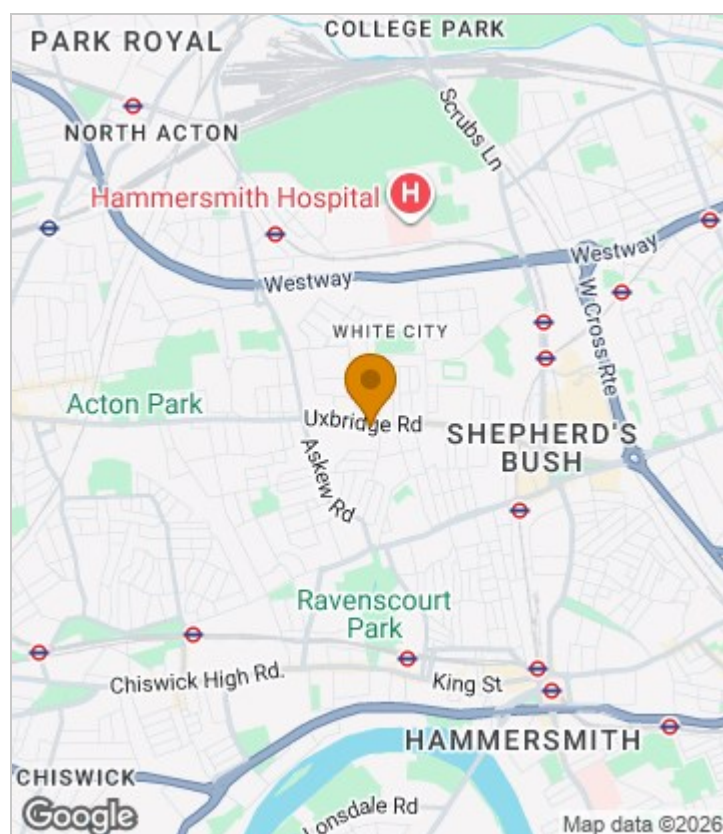 COLLEGE PARK
PARK ROYAL
Scrubs Ln
NORTH ACTON
Hammersmith Hospital
H
Westway
Westway
W Cross Rte
WHITE CITY
Acton Park
Uxbridge Rd
SHEPHERD'S
BUSH
Askew Rd
Ravenscourt
Park
Chiswick High Rd.
King St
HAMMERSMITH
CHISWICK
Lonsdale Rd
Google
Map data ©2026